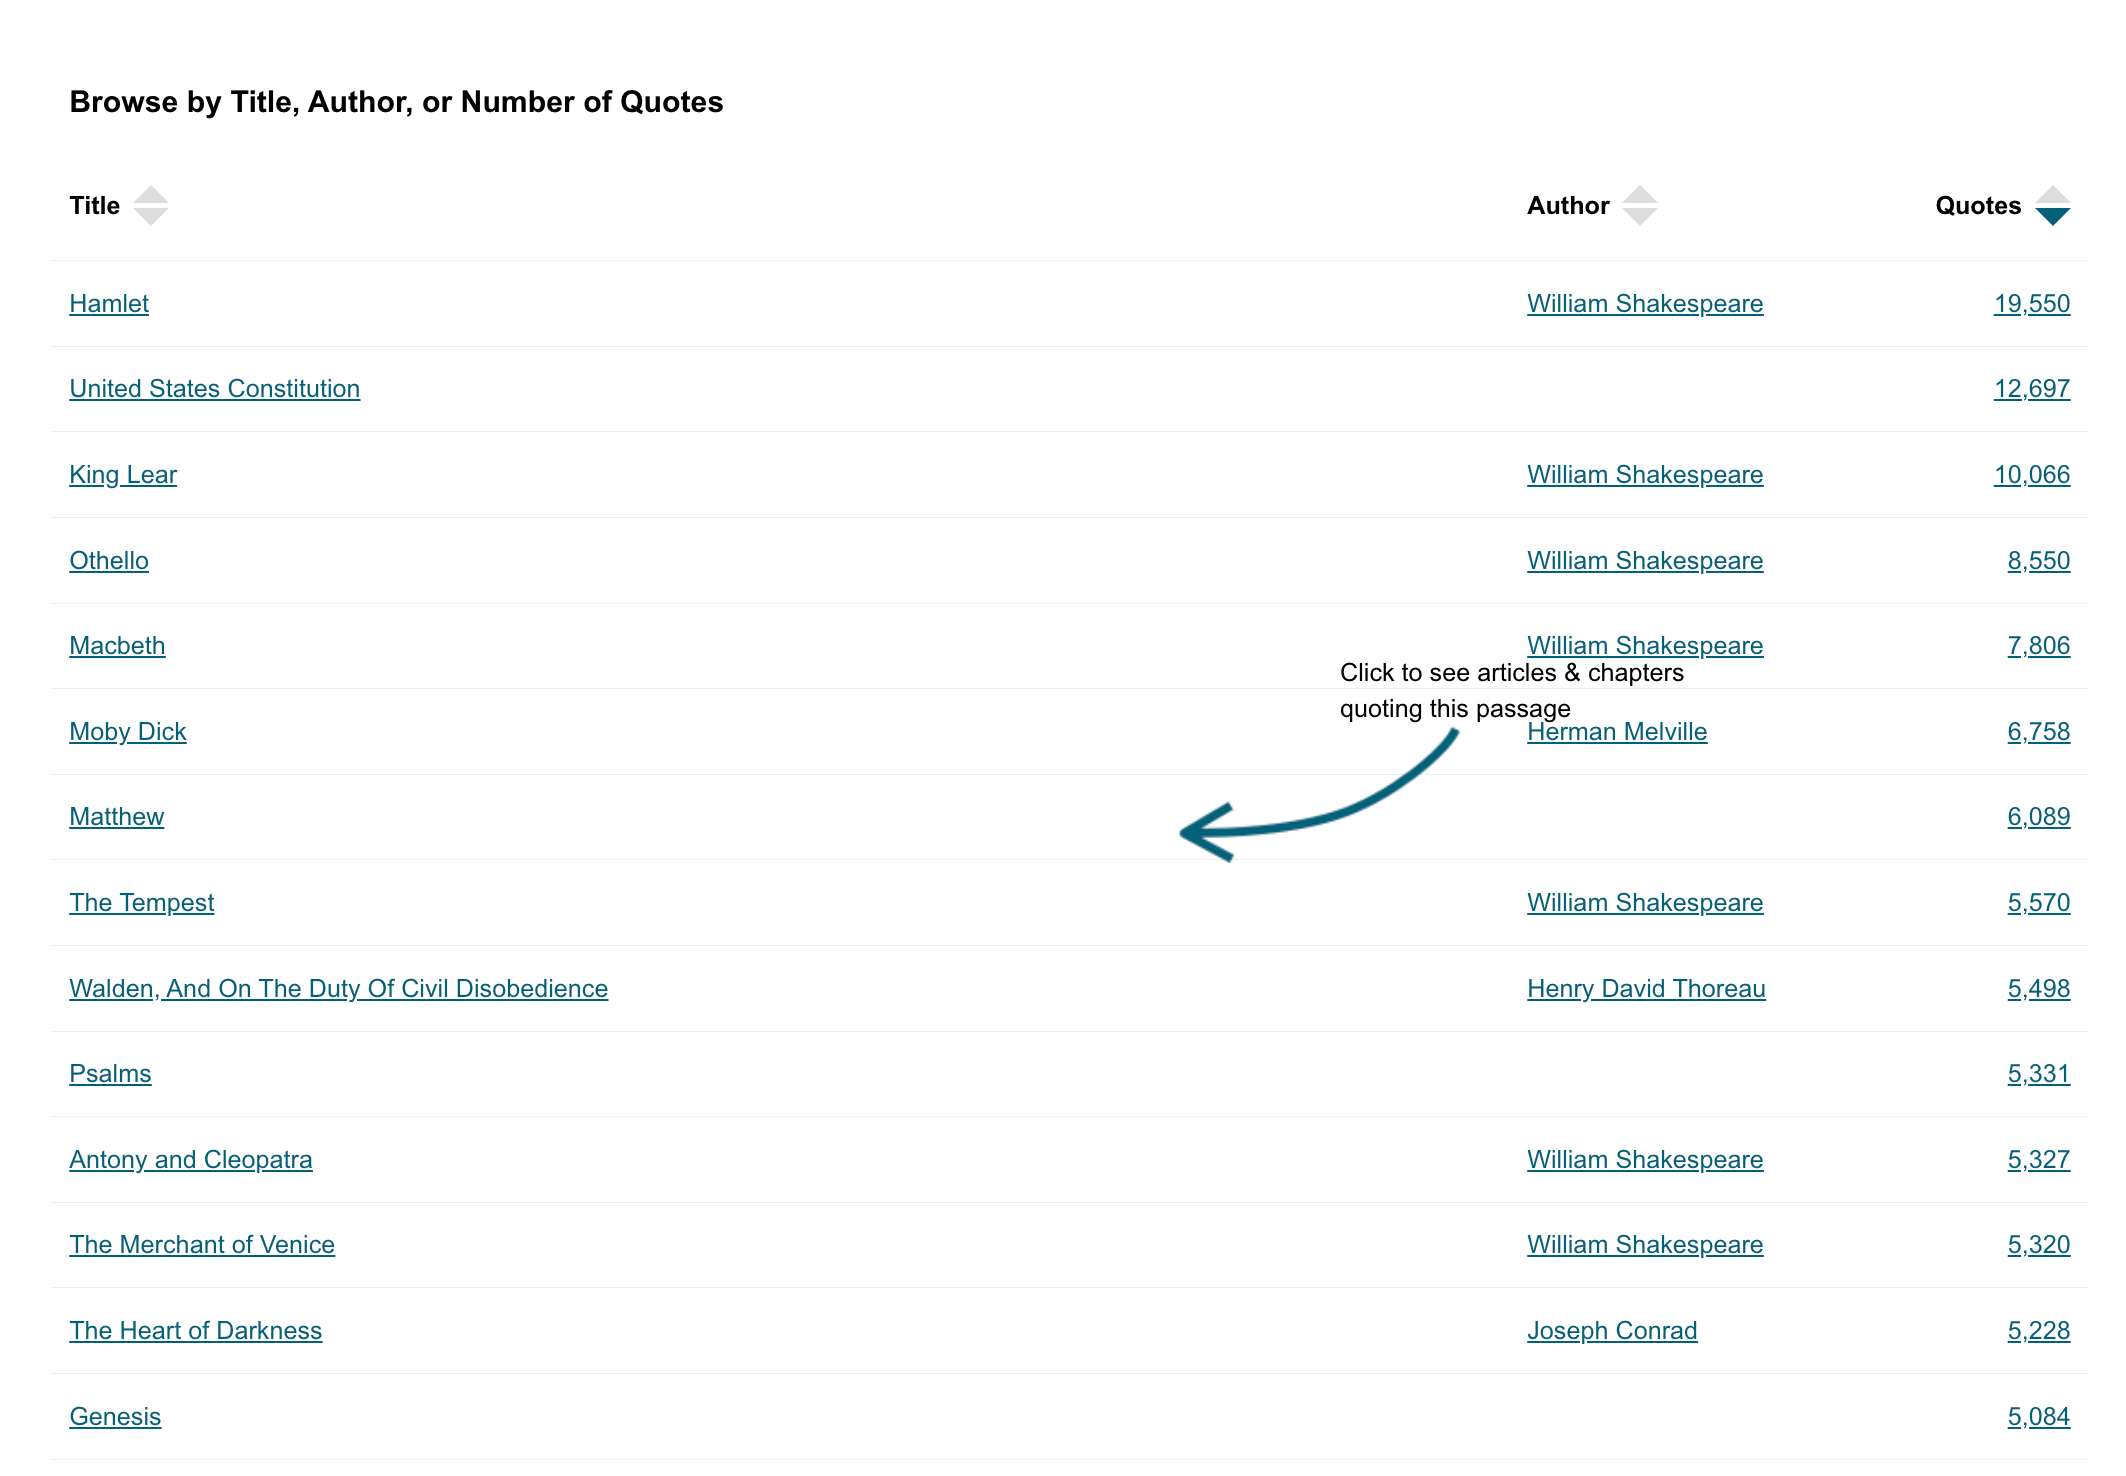 Browse by Title, Author, or Number of Quotes
Title Author Quotes
Hamlet William Shakespeare 19,550
United States Constitution 12,697
King Lear William Shakespeare 10,066
Othello William Shakespeare 8,550
Macbeth William Shakespeare 7,806
Click to see articles & chapters
quoting this passage
Moby Dick Herman Melville 6,758
Matthew 6,089
The Tempest William Shakespeare 5,570
Walden, And On The Duty Of Civil Disobedience Henry David Thoreau 5,498
Psalms 5,331
Antony and Cleopatra William Shakespeare 5,327
The Merchant of Venice William Shakespeare 5,320
The Heart of Darkness Joseph Conrad 5,228
Genesis 5,084